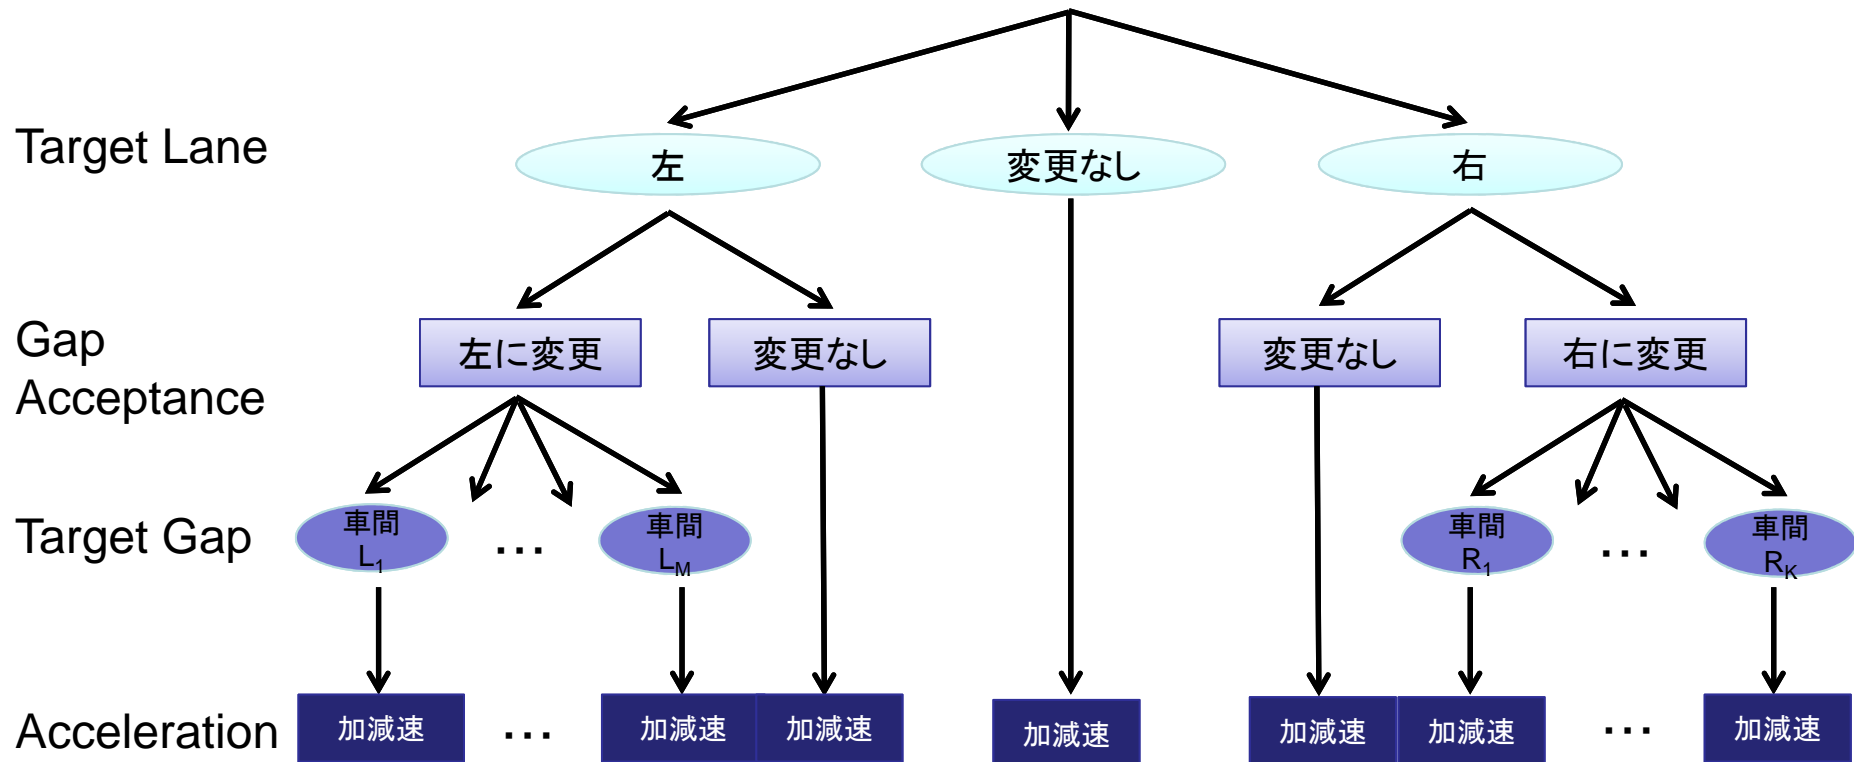 Target Lane
左
変更なし
右
Gap
Acceptance
左に変更
変更なし
変更なし
右に変更
Target Gap
車間
L1
...
車間
LM
車間
R1
...
車間
RK
Acceleration
加減速
...
加減速
加減速
加減速
加減速
加減速
...
加減速